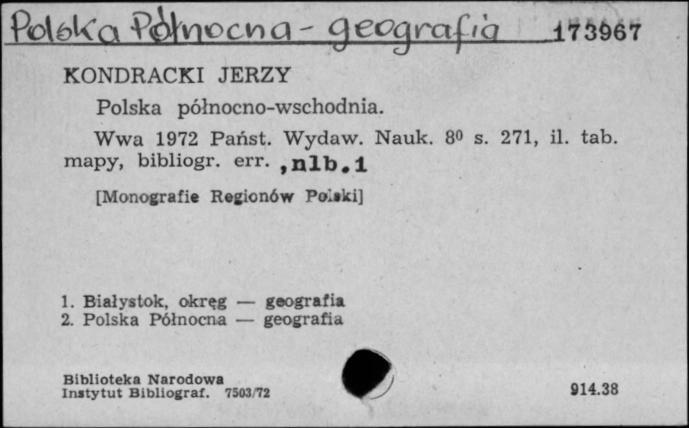 Polska Północna - geografia 173967
KONDRACKI JERZY
Polska północno-wschodnia.
Wwa 1972 Państ. Wydaw. Nauk. 8⁰ s. 271, il. tab.
mapy, bibliogr. err. , nlb. 1
[Monografie Regionów Polski]
1. Białystok, okręg — geografia
2. Polska Północna — geografia
Biblioteka Narodowa
Instytut Bibliograf. 7503/72
914.38